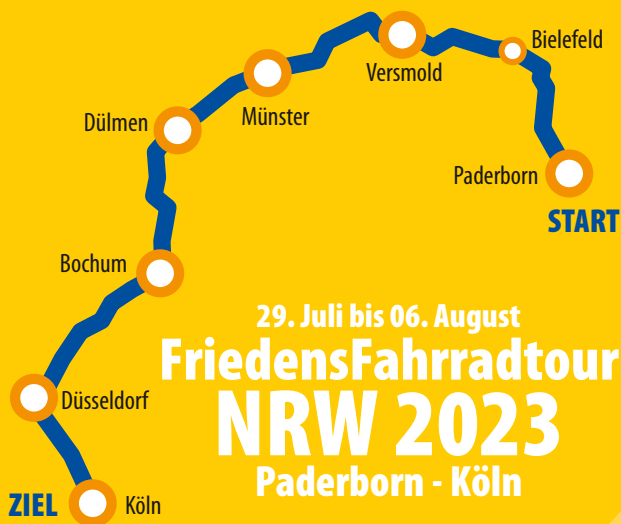 Bielefeld
Versmold
Münster
Dülmen
Paderborn
START
Bochum
29. Juli bis 06. August
FriedensFahrradtour
NRW 2023
Paderborn - Köln
Düsseldorf
ZIEL
Köln